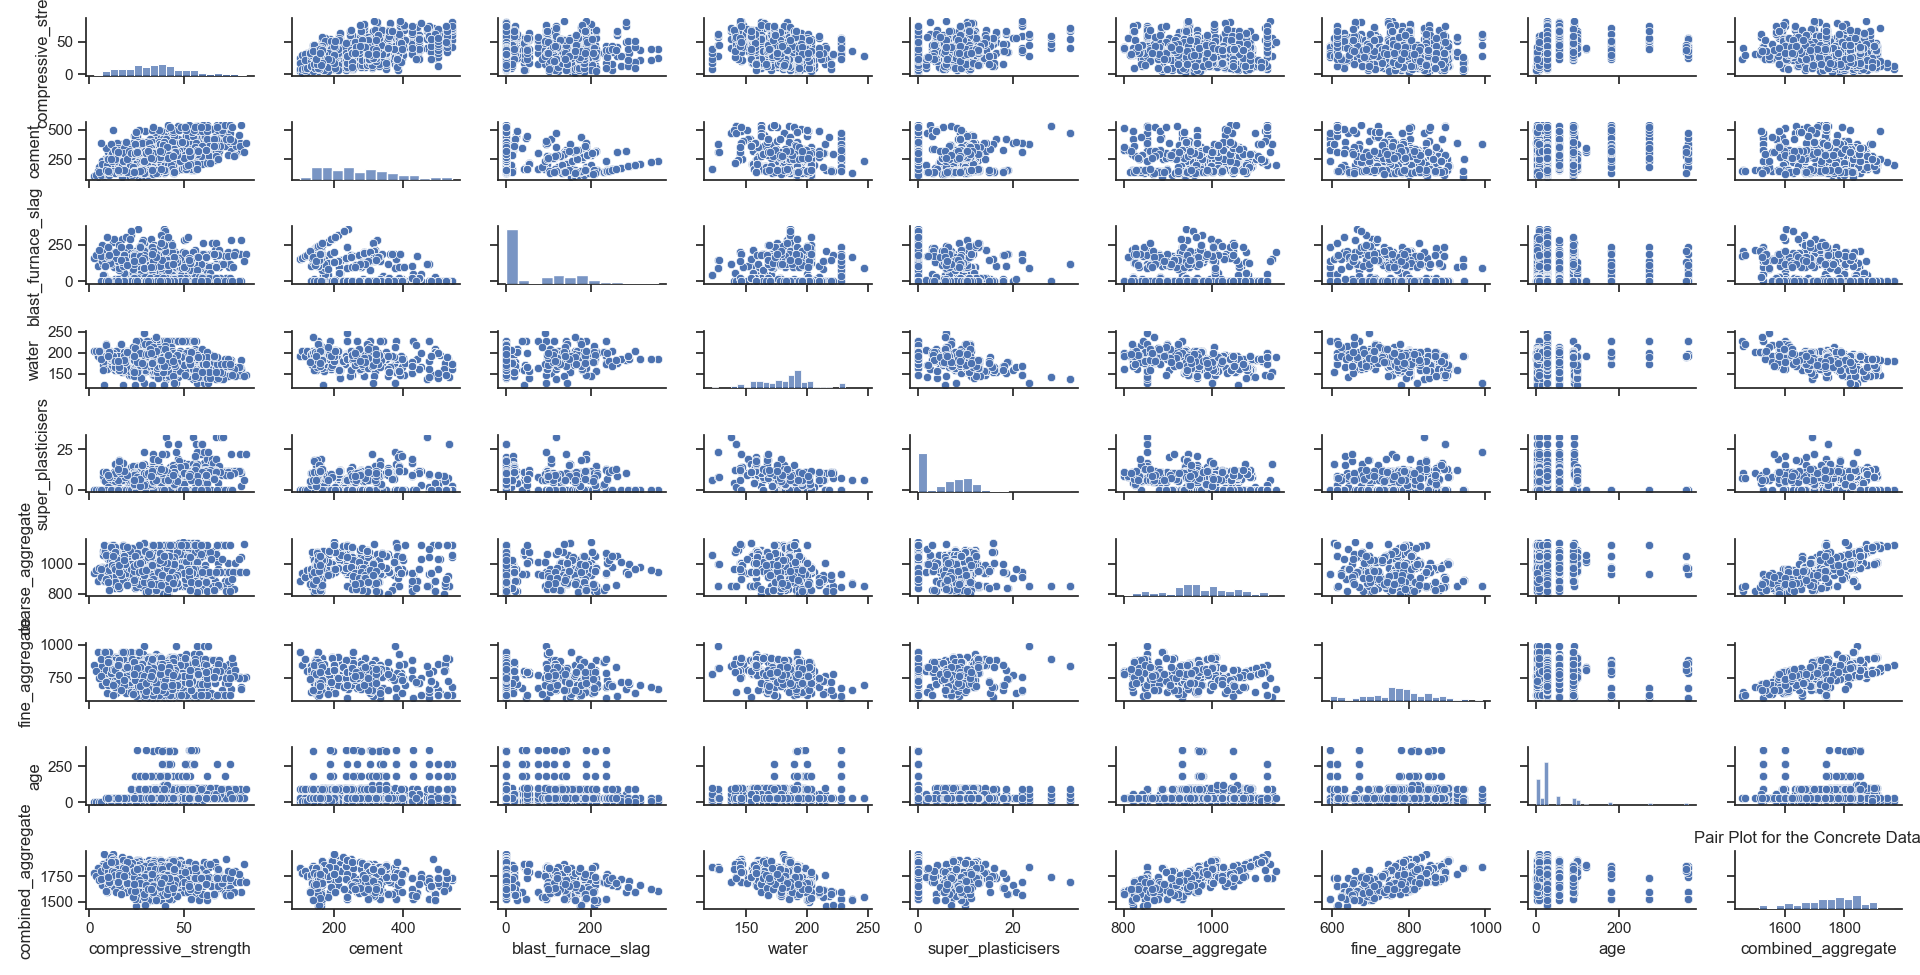 compressive_stre
50
0
cement
500
250
blast_furnace_slag
250
0
water
250
200
150
super_plasticisers
25
0
coarse_aggregate
1000
800
fine_aggregate
1000
750
age
250
0
Pair Plot for the Concrete Data
combined_aggregate
1750
1500
0 50 200 400 0 200 150 200 250 0 20 800 1000 600 800 1000 0 200 1600 1800
compressive_strength cement blast_furnace_slag water super_plasticisers coarse_aggregate fine_aggregate age combined_aggregate